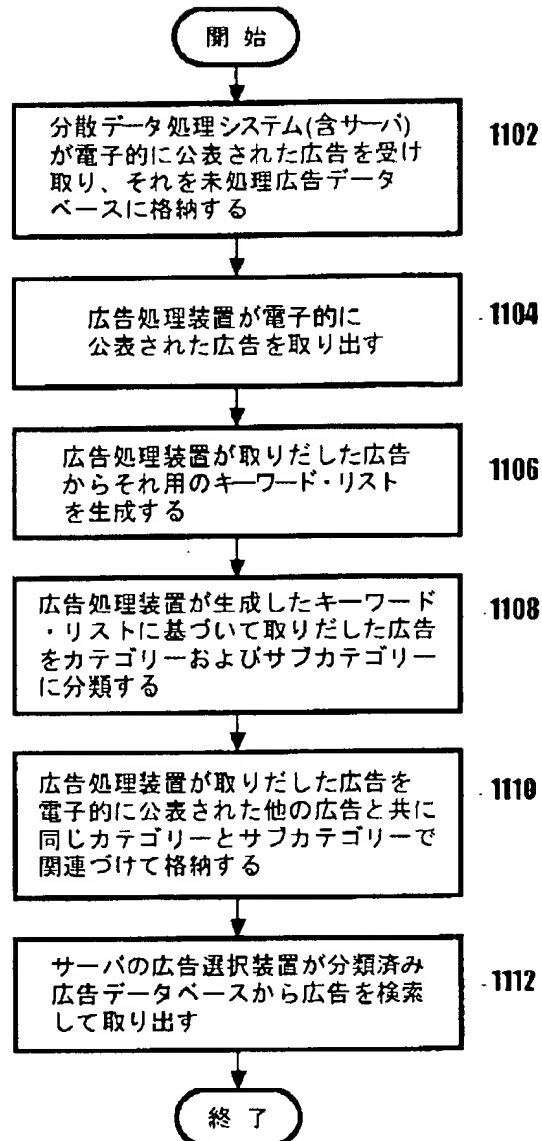 開始
分散データ処理システム(含サーバ)
が電子的に公表された広告を受け
取り、それを未処理広告データ
ベースに格納する
1102
広告処理装置が電子的に
公表された広告を取り出す
1104
広告処理装置が取りだした広告
からそれ用のキーワード・リスト
を生成する
1106
広告処理装置が生成したキーワード
・リストに基づいて取りだした広告
をカテゴリーおよびサブカテゴリー
に分類する
1108
広告処理装置が取りだした広告を
電子的に公表された他の広告と共に
同じカテゴリーとサブカテゴリーで
関連づけて格納する
1110
サーバの広告選択装置が分類済み
広告データベースから広告を検索
して取り出す
1112
終了